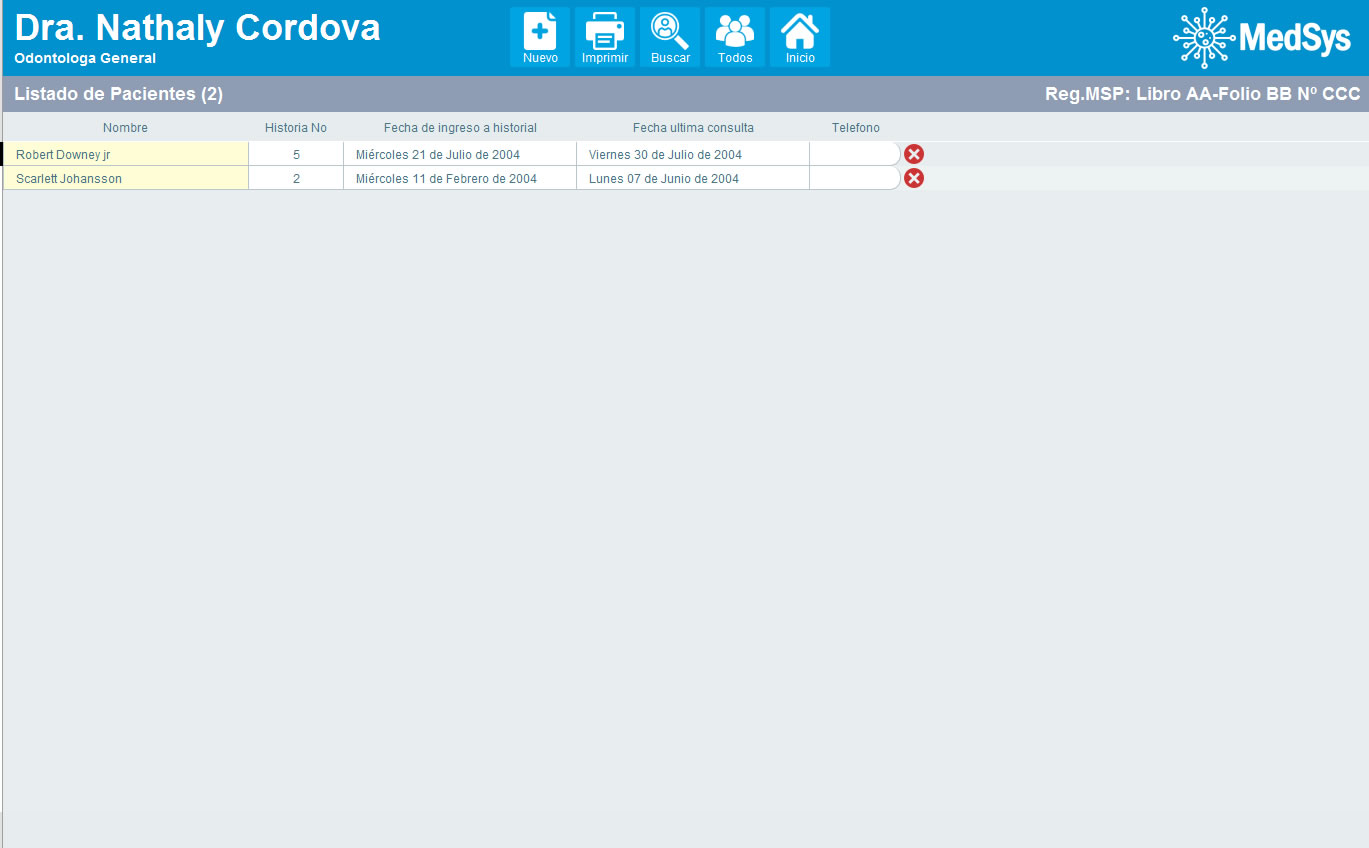 Dra. Nathaly Cordova
Odontologa General
Nuevo Imprimir Buscar Todos Inicio
MedSys
Listado de Pacientes (2) Reg.MSP: Libro AA-Folio BB Nº CCC
Nombre Historia No Fecha de ingreso a historial Fecha ultima consulta Telefono
Robert Downey jr 5 Miércoles 21 de Julio de 2004 Viernes 30 de Julio de 2004
Scarlett Johansson 2 Miércoles 11 de Febrero de 2004 Lunes 07 de Junio de 2004